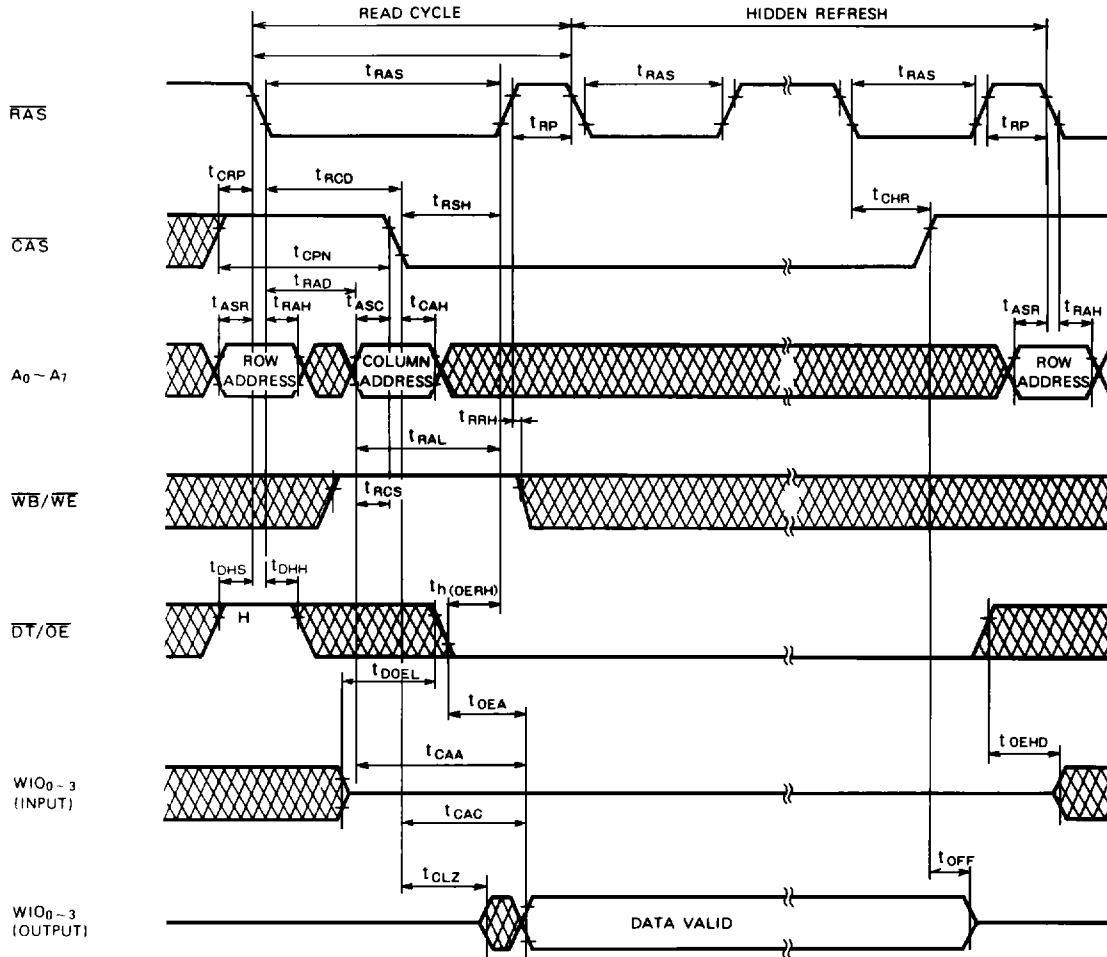 READ CYCLE HIDDEN REFRESH
tRAS tRAS tRAS
RAS
tRP tRP
tCRP tRCD tRSH tCHR
CAS
tCPN
tRAD
tASR tRAH tASC tCAH tASR tRAH
A0~A7 ROW ADDRESS COLUMN ADDRESS ROW ADDRESS
tRRH
tRAL
WB/WE
tRCS
tDHS tDHH th(OERH)
DT/OE H
tDOEL
tOEA
tOEHD
tCAA
WIO0~3
(INPUT)
tCAC
tOFF
tCLZ
WIO0~3
(OUTPUT)
DATA VALID